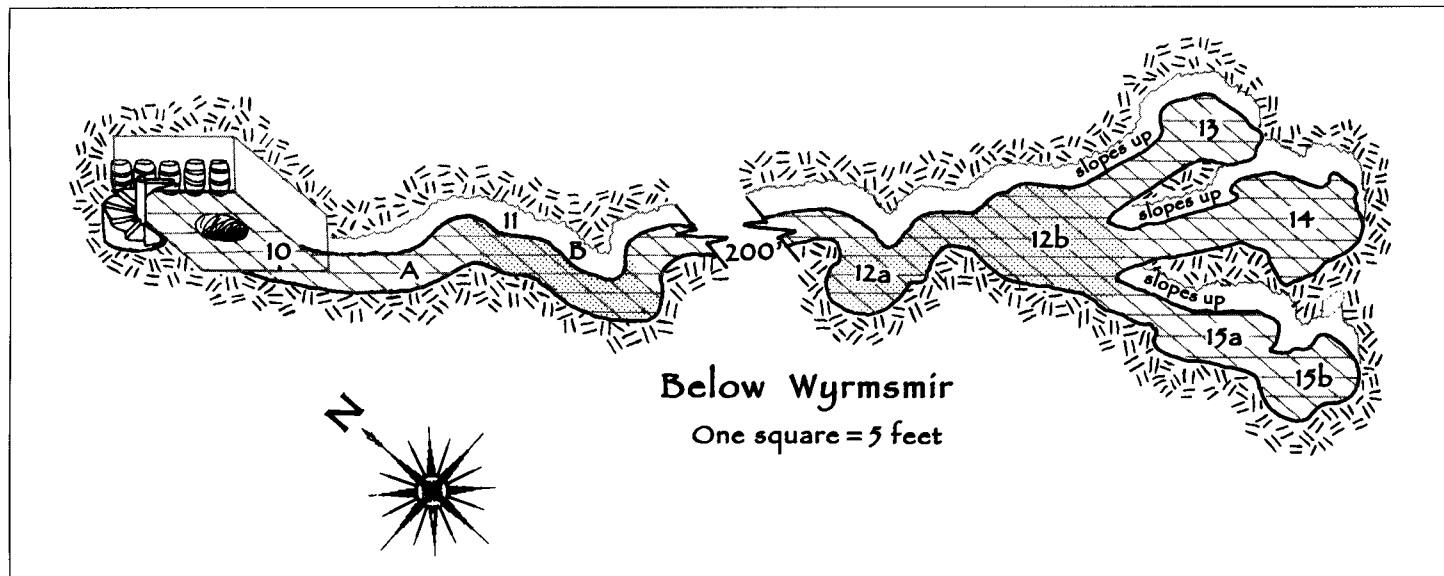 13
slopes up
slopes up
14
11
10
A
B
200'
12a
12b
slopes up
15a
15b
Below Wyrmsmir
One square = 5 feet
N